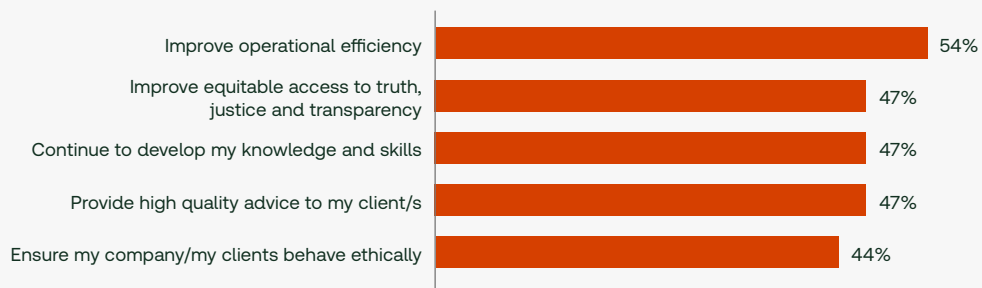 Improve operational efficiency
54%
Improve equitable access to truth,
justice and transparency
47%
Continue to develop my knowledge and skills
47%
Provide high quality advice to my client/s
47%
Ensure my company/my clients behave ethically
44%